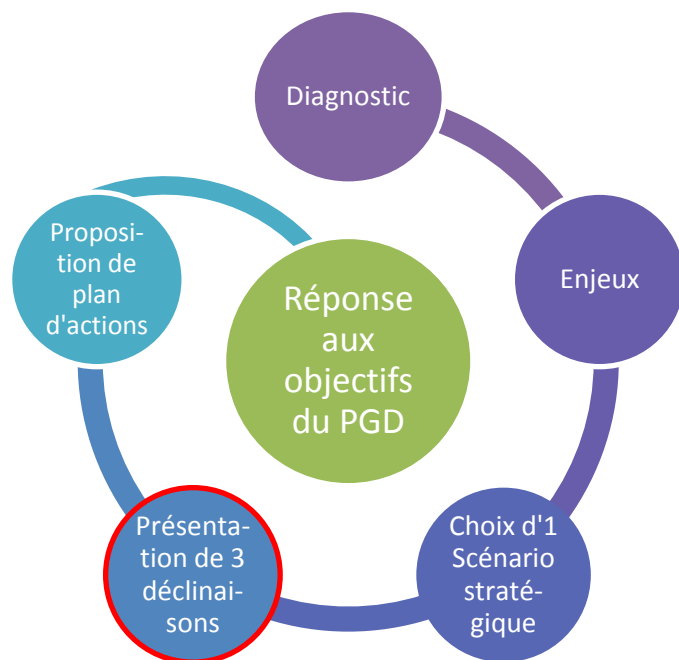 Diagnostic
Enjeux
Choix d'1
Scénario
straté-
gique
Présenta-
tion de 3
déclinai-
sons
Proposi-
tion de
plan
d'actions
Réponse
aux
objectifs
du PGD